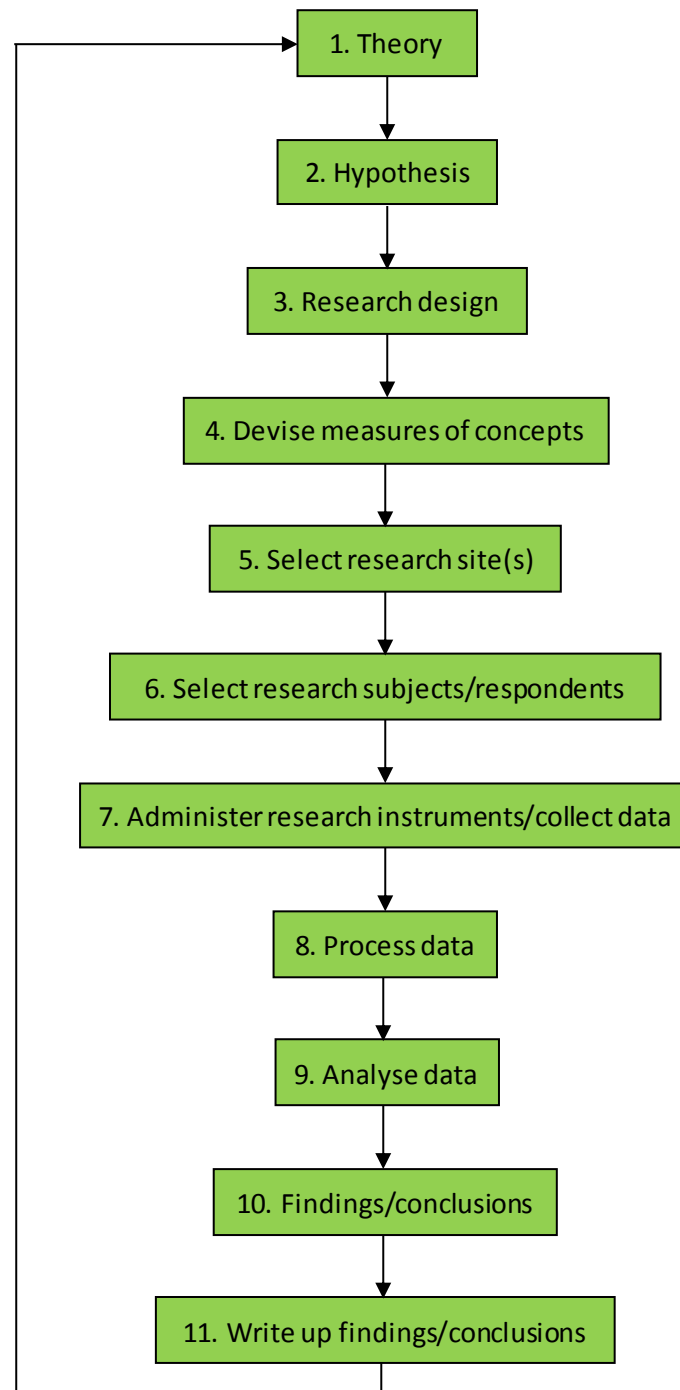 1. Theory
2. Hypothesis
3. Research design
4. Devise measures of concepts
5. Select research site(s)
6. Select research subjects/respondents
7. Administer research instruments/collect data
8. Process data
9. Analyse data
10. Findings/conclusions
11. Write up findings/conclusions